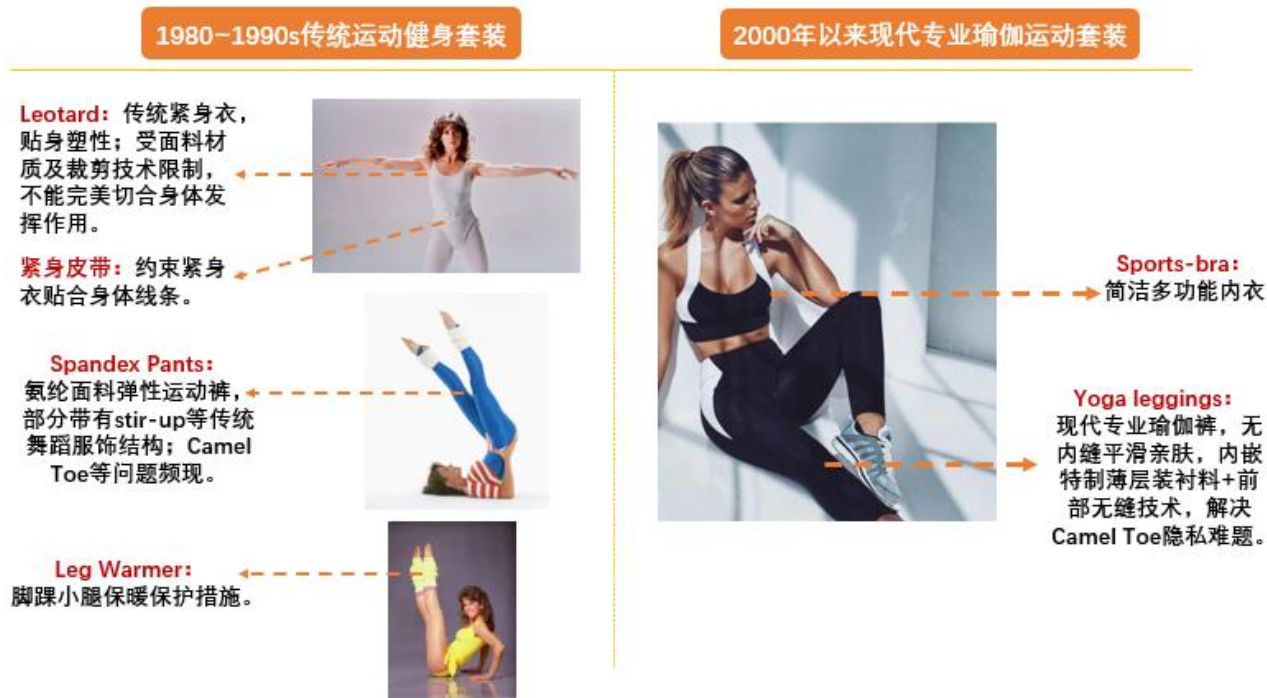 1980~1990s传统运动健身套装
Leotard：传统紧身衣，
贴身塑性；受面料材
质及裁剪技术限制，
不能完美切合身体发
挥作用。
紧身皮带：约束紧身
衣贴合身体线条。
Spandex Pants：
氨纶面料弹性运动裤，
部分带有stir-up等传统
舞蹈服饰结构；Camel
Toe等问题频现。
Leg Warmer：
脚踝小腿保暖保护措施。
2000年以来现代专业瑜伽运动套装
Sports-bra：
简洁多功能内衣
Yoga leggings：
现代专业瑜伽裤，无
内缝平滑亲肤，内嵌
特制薄层装衬料+前
部无缝技术，解决
Camel Toe隐私难题。